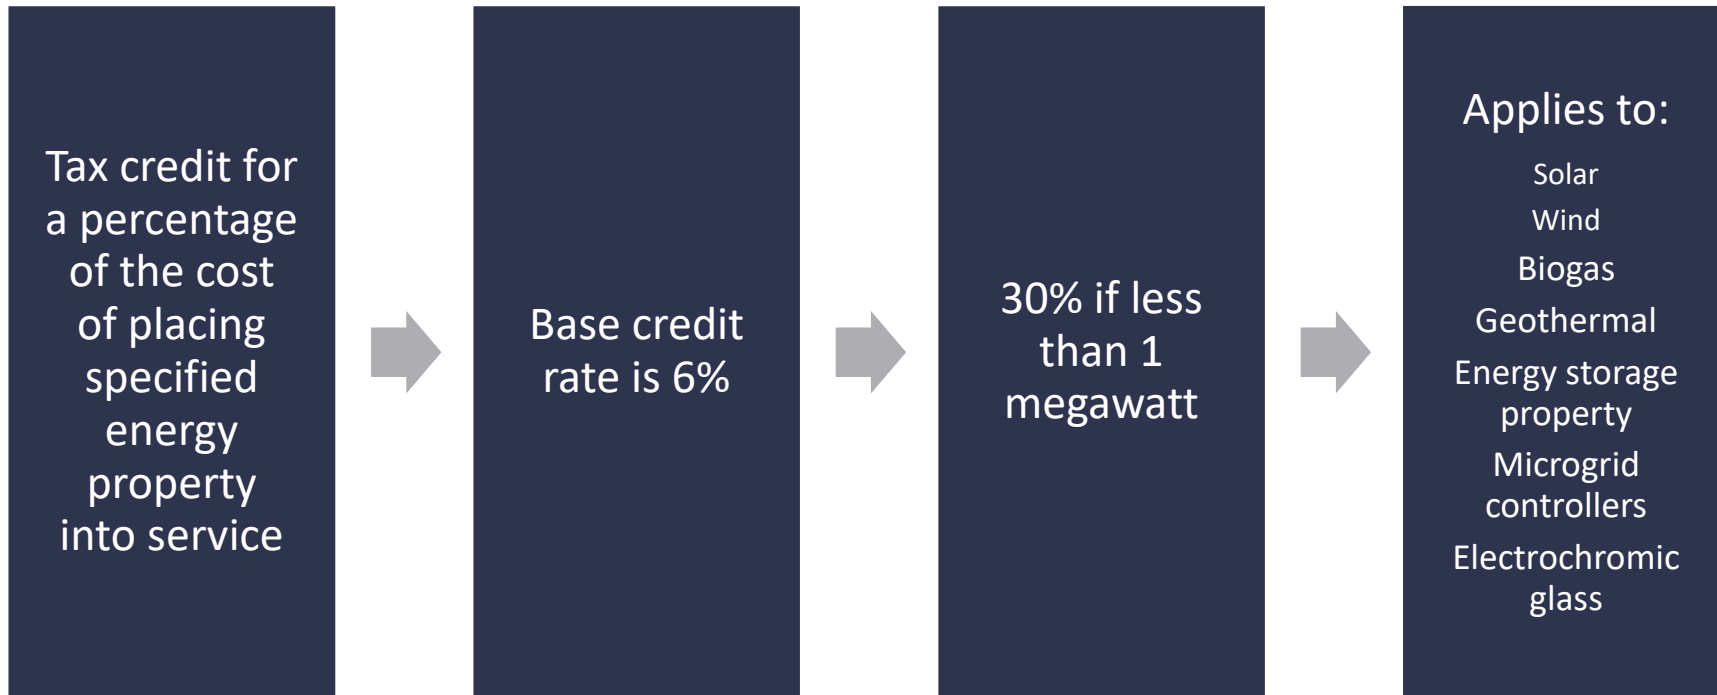 Tax credit for
a percentage
of the cost
of placing
specified
energy
property
into service
Base credit
rate is 6%
30% if less
than 1
megawatt
Applies to:
Solar
Wind
Biogas
Geothermal
Energy storage
property
Microgrid
controllers
Electrochromic
glass